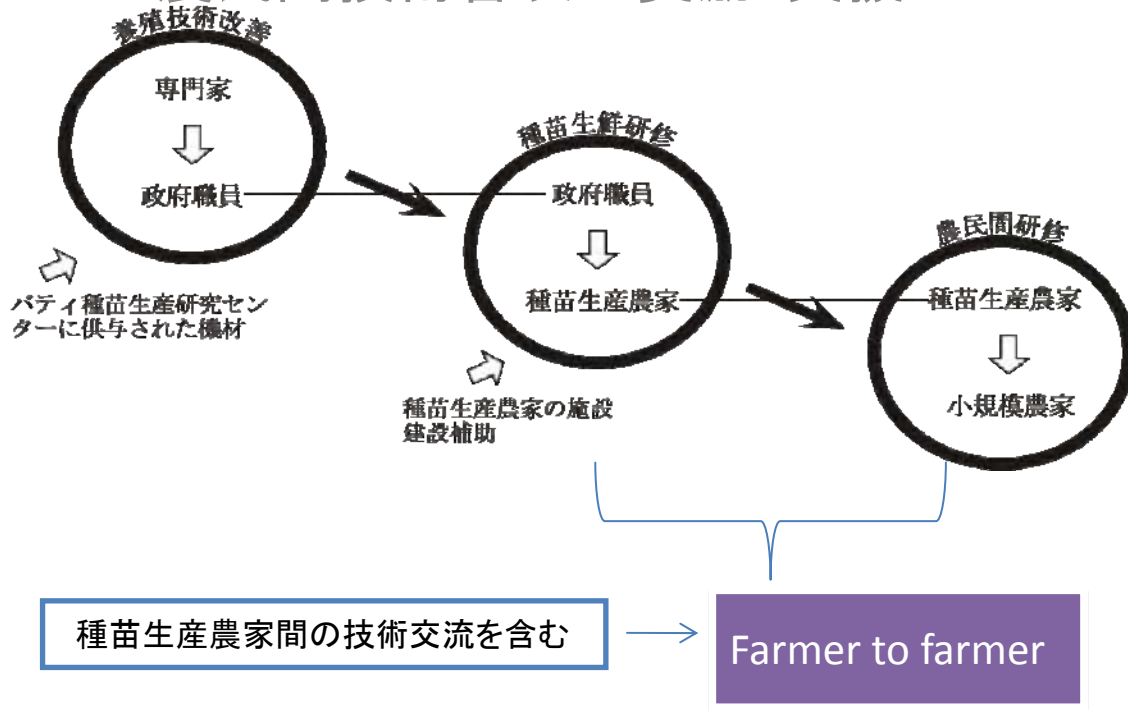 養殖技術改善
専門家
政府職員
バティ種苗生産研究セン
ターに供与された機材
種苗生鮮研修
政府職員
種苗生産農家
種苗生産農家の施設
建設補助
農民間研修
種苗生産農家
小規模農家
種苗生産農家間の技術交流を含む
Farmer to farmer